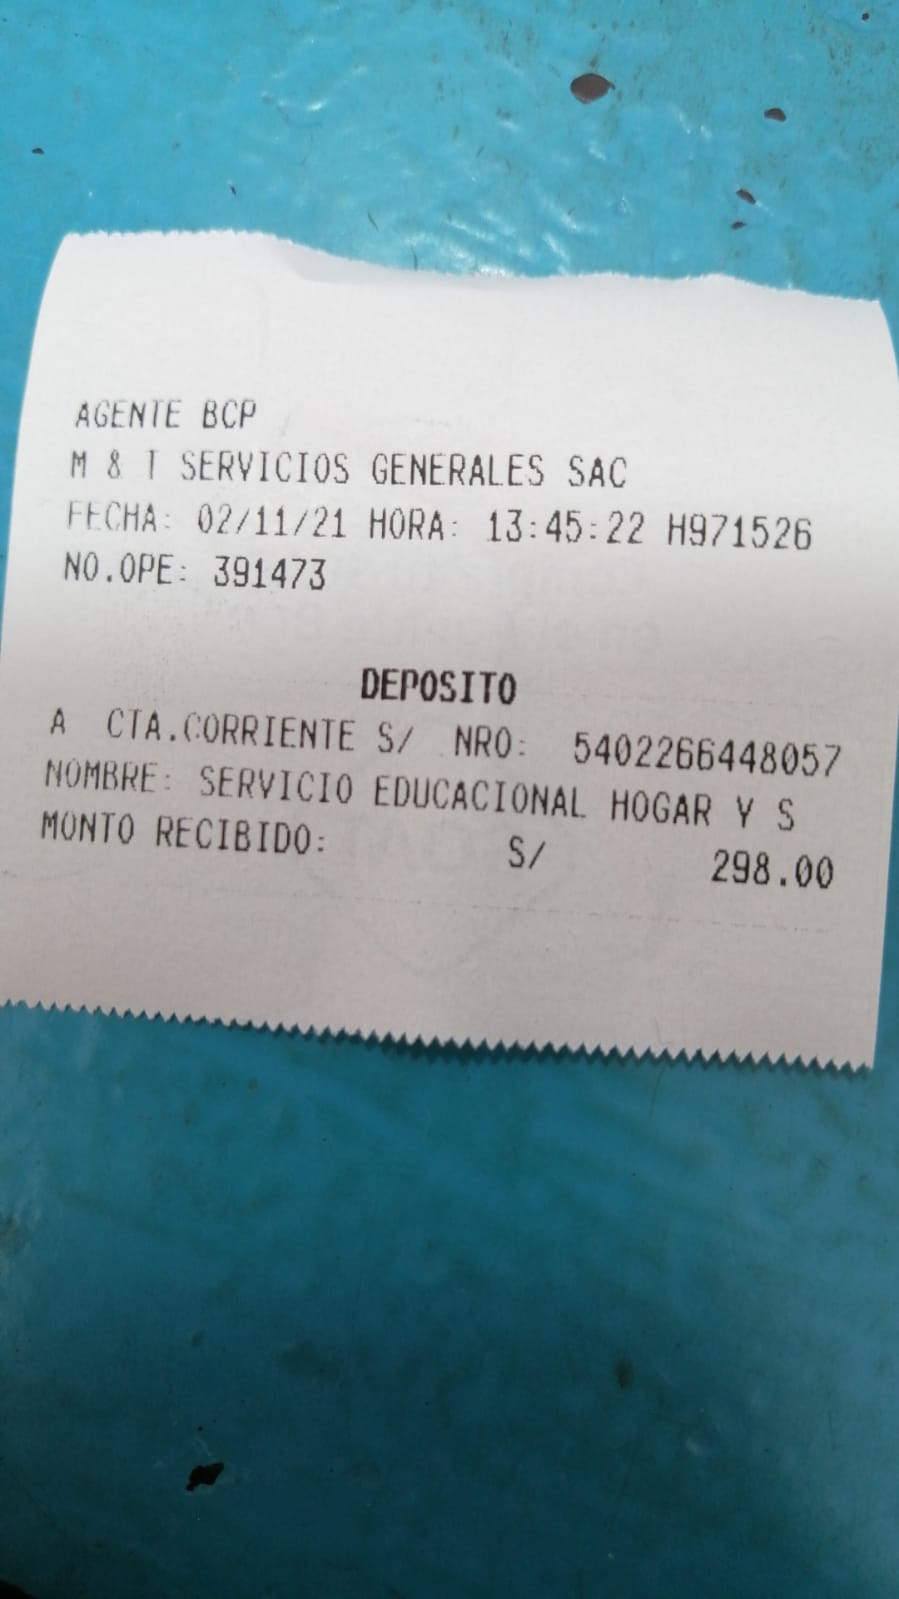 AGENTE BCP
M & T SERVICIOS GENERALES SAC
FECHA: 02/11/21 HORA: 13:45:22 H971526
NO.OPE: 391473
DEPOSITO
A CTA.CORRIENTE S/ NRO: 5402266448057
NOMBRE: SERVICIO EDUCACIONAL HOGAR Y S
MONTO RECIBIDO: S/ 298.00